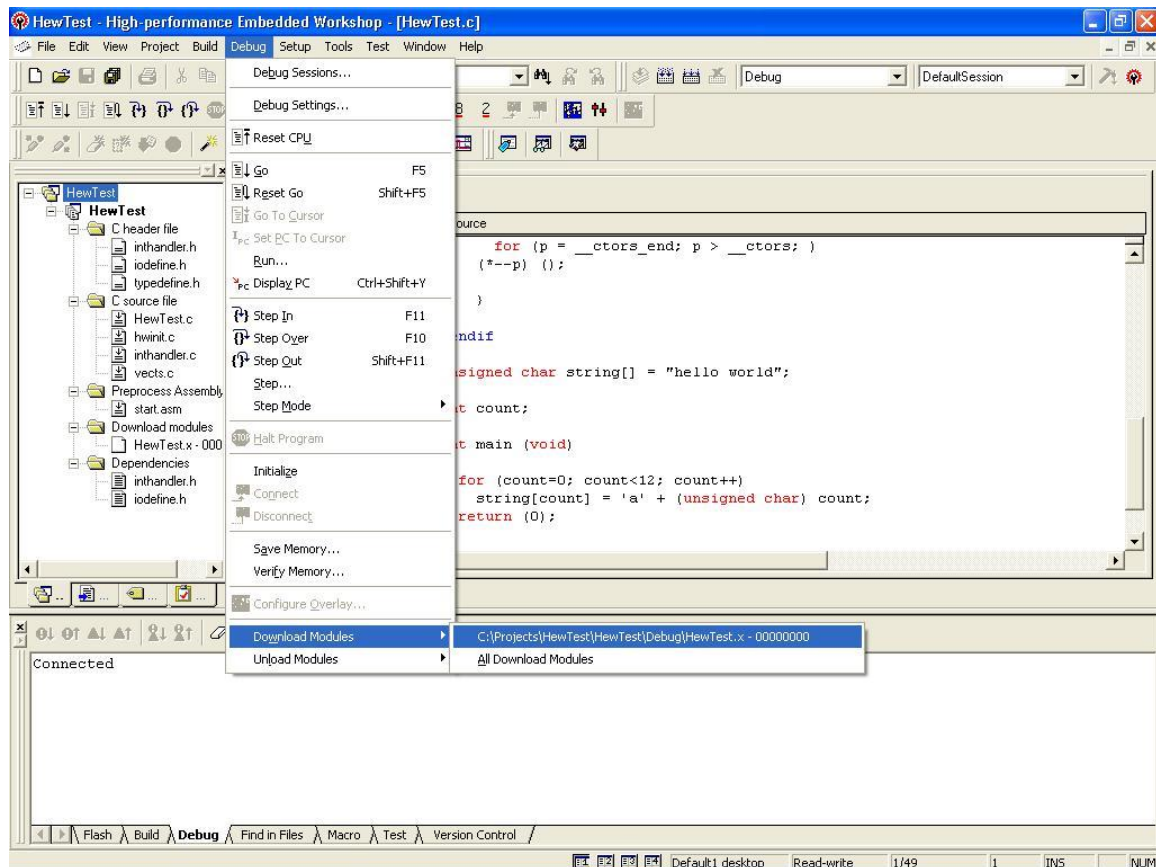 HewTest - High-performance Embedded Workshop - [HewTest.c]
File Edit View Project Build Debug Setup Tools Test Window Help
Debug DefaultSession
HewTest
HewTest
C header file
inthandler.h
iodefine.h
typedefine.h
C source file
HewTest.c
hwinit.c
inthandler.c
vects.c
Preprocess Assembly
start.asm
Download modules
HewTest.x - 000
Dependencies
inthandler.h
iodefine.h
Debug Sessions...
Debug Settings...
Reset CPU
Go F5
Reset Go Shift+F5
Go To Cursor
Set PC To Cursor
Run...
Display PC Ctrl+Shift+Y
Step In F11
Step Over F10
Step Out Shift+F11
Step...
Step Mode
STOP Halt Program
Initialize
Connect
Disconnect
Save Memory...
Verify Memory...
Configure Overlay...
Download Modules
Unload Modules
C:\Projects\HewTest\HewTest\Debug\HewTest.x - 00000000
All Download Modules
ource
for (p = __ctors_end; p > __ctors; )
(*--p) ();
}
ndif
signed char string[] = "hello world";
t count;
t main (void)
for (count=0; count<12; count++)
string[count] = 'a' + (unsigned char) count;
return (0);
Connected
Flash Build Debug Find in Files Macro Test Version Control
Default1 desktop Read-write 1/49 1 INS NUM